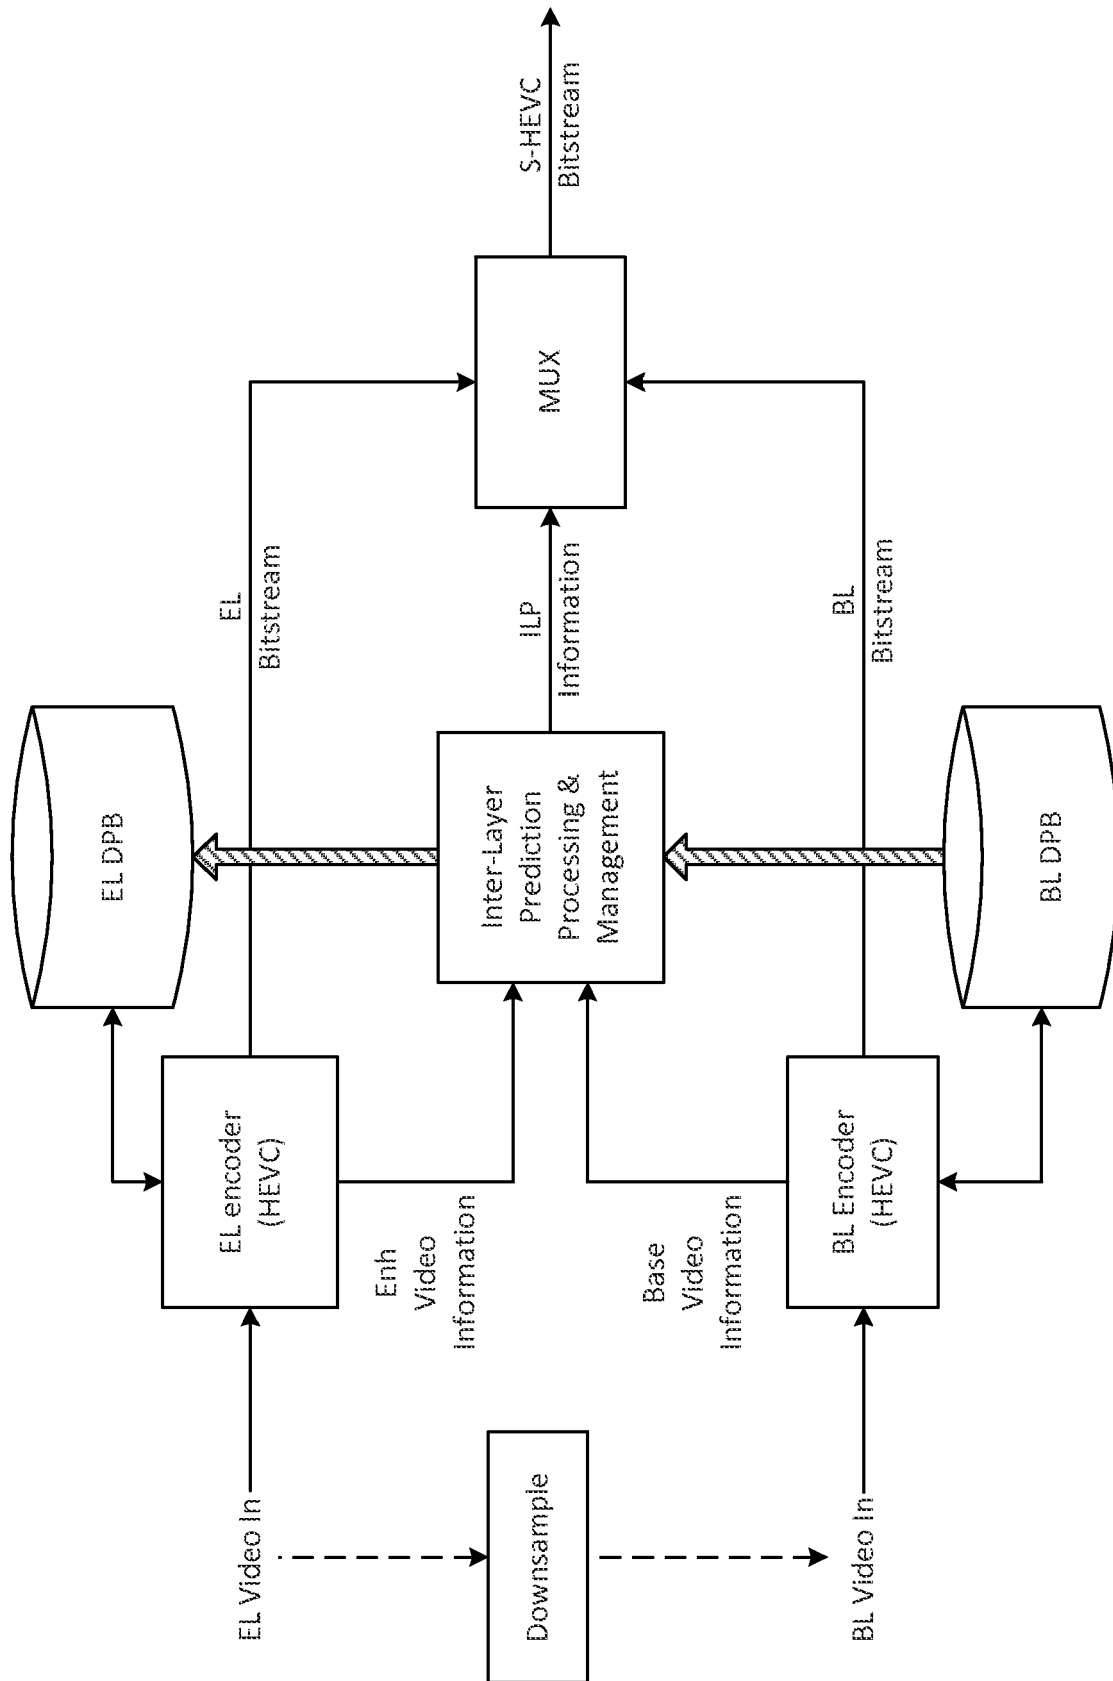 EL Video In
Downsample
BL Video In
EL encoder
(HEVC)
Enh
Video
Information
Base
Video
Information
BL Encoder
(HEVC)
EL DPB
Inter-Layer
Prediction
Processing &
Management
BL DPB
EL
Bitstream
ILP
Information
BL
Bitstream
MUX
S-HEVC
Bitstream